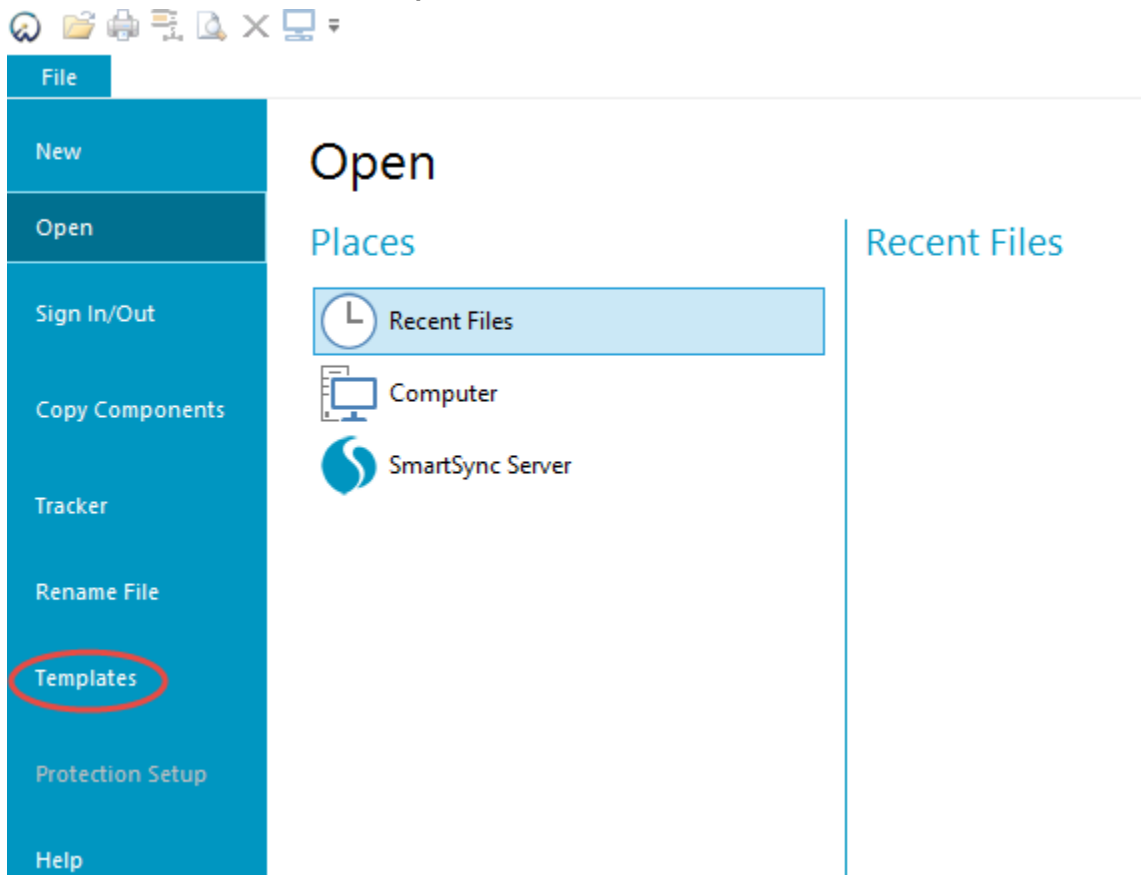 File
New
Open
Sign In/Out
Copy Components
Tracker
Rename File
Templates
Protection Setup
Help
Open
Places
Recent Files
Computer
SmartSync Server
Recent Files